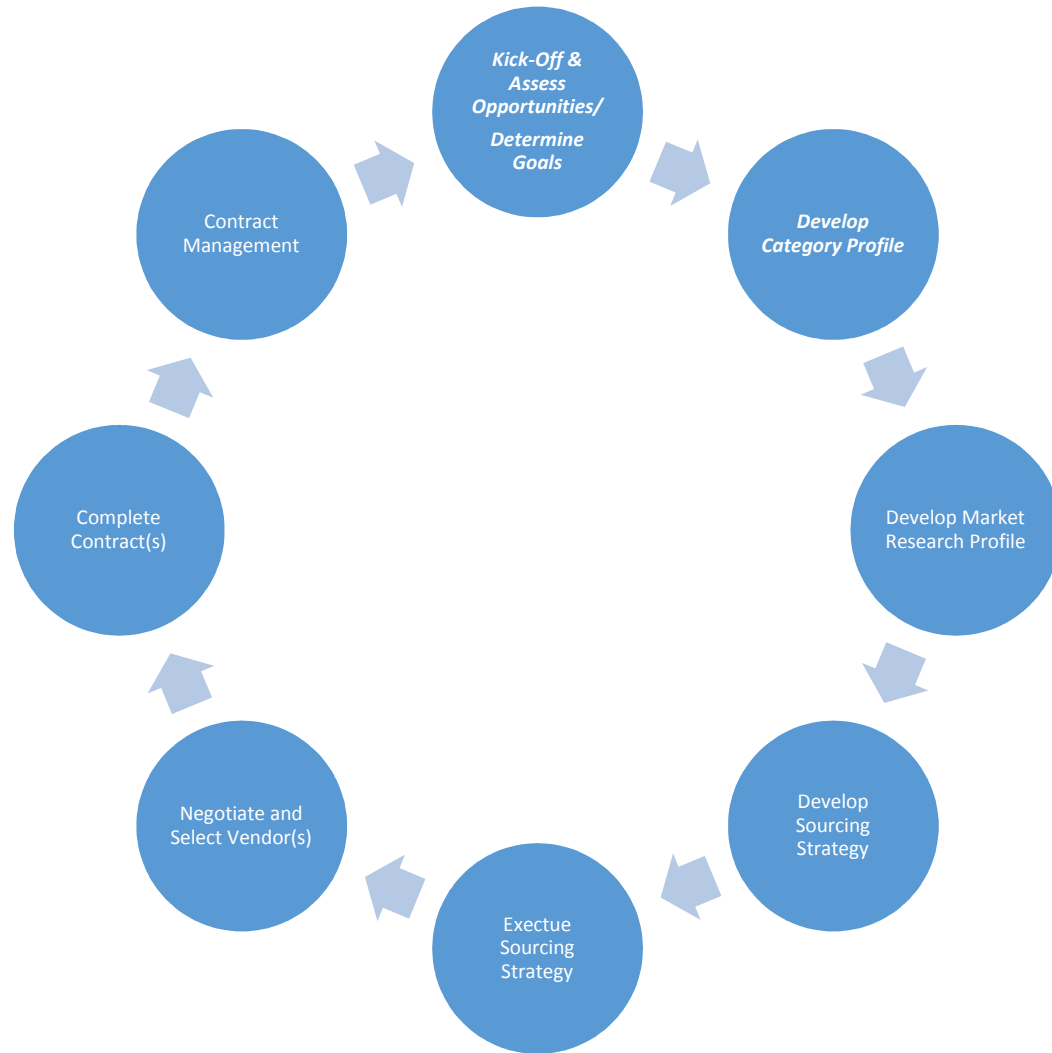 Kick-Off &
Assess
Opportunities/
Determine
Goals
Develop
Category Profile
Develop Market
Research Profile
Develop
Sourcing
Strategy
Exectue
Sourcing
Strategy
Negotiate and
Select Vendor(s)
Complete
Contract(s)
Contract
Management